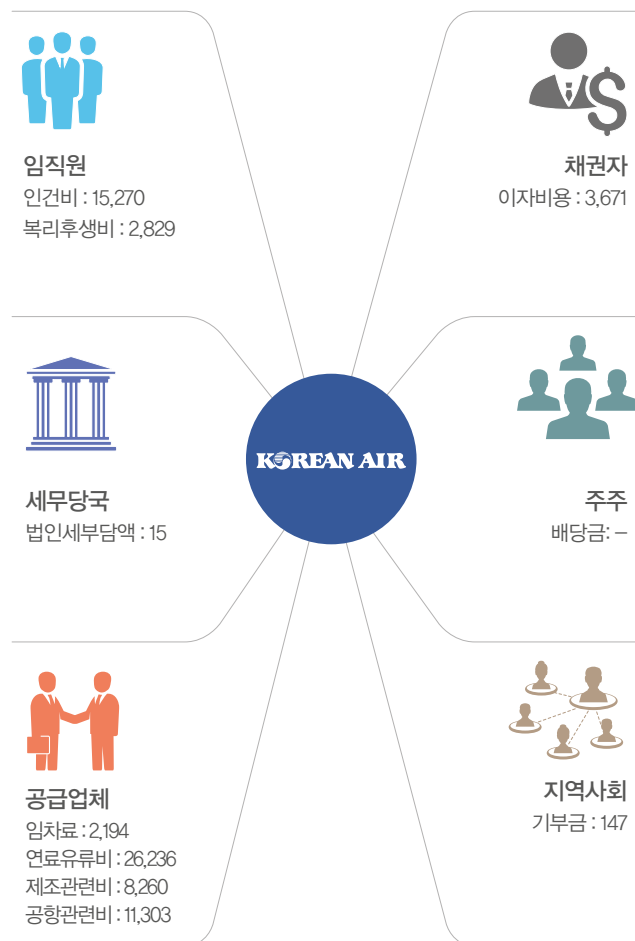 임직원
인건비 : 15,270
복리후생비 : 2,829
채권자
이자비용 : 3,671
세무당국
법인세부담액 : 15
KOREAN AIR
주주
배당금: –
공급업체
임차료 : 2,194
연료유류비 : 26,236
제조관련비 : 8,260
공항관련비 : 11,303
지역사회
기부금 : 147